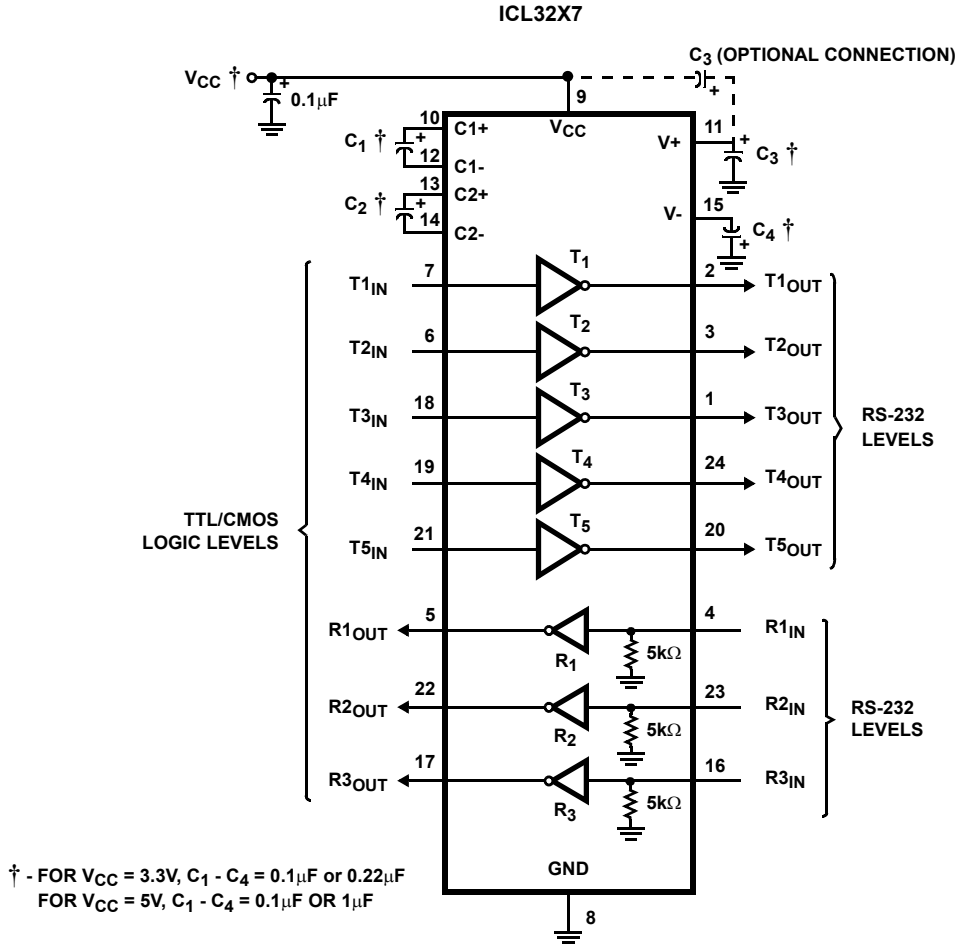 ICL32X7
C3 (OPTIONAL CONNECTION)
VCC †
+
0.1μF
9
+
10
C1+
VCC
11
V+
+
C1 †
+
C3 †
12
C1-
13
C2+
15
C2 †
+
V-
14
C2-
C4 †
+
T1IN
7
T1
2
T1OUT
T2IN
6
T2
3
T2OUT
T3IN
18
T3
1
T3OUT
RS-232
LEVELS
T4IN
19
T4
24
T4OUT
TTL/CMOS
LOGIC LEVELS
T5IN
21
T5
20
T5OUT
R1OUT
5
R1
5kΩ
4
R1IN
R2OUT
22
R2
5kΩ
23
R2IN
RS-232
LEVELS
R3OUT
17
R3
5kΩ
16
R3IN
GND
8
† - FOR VCC = 3.3V, C1 - C4 = 0.1μF or 0.22μF
FOR VCC = 5V, C1 - C4 = 0.1μF OR 1μF